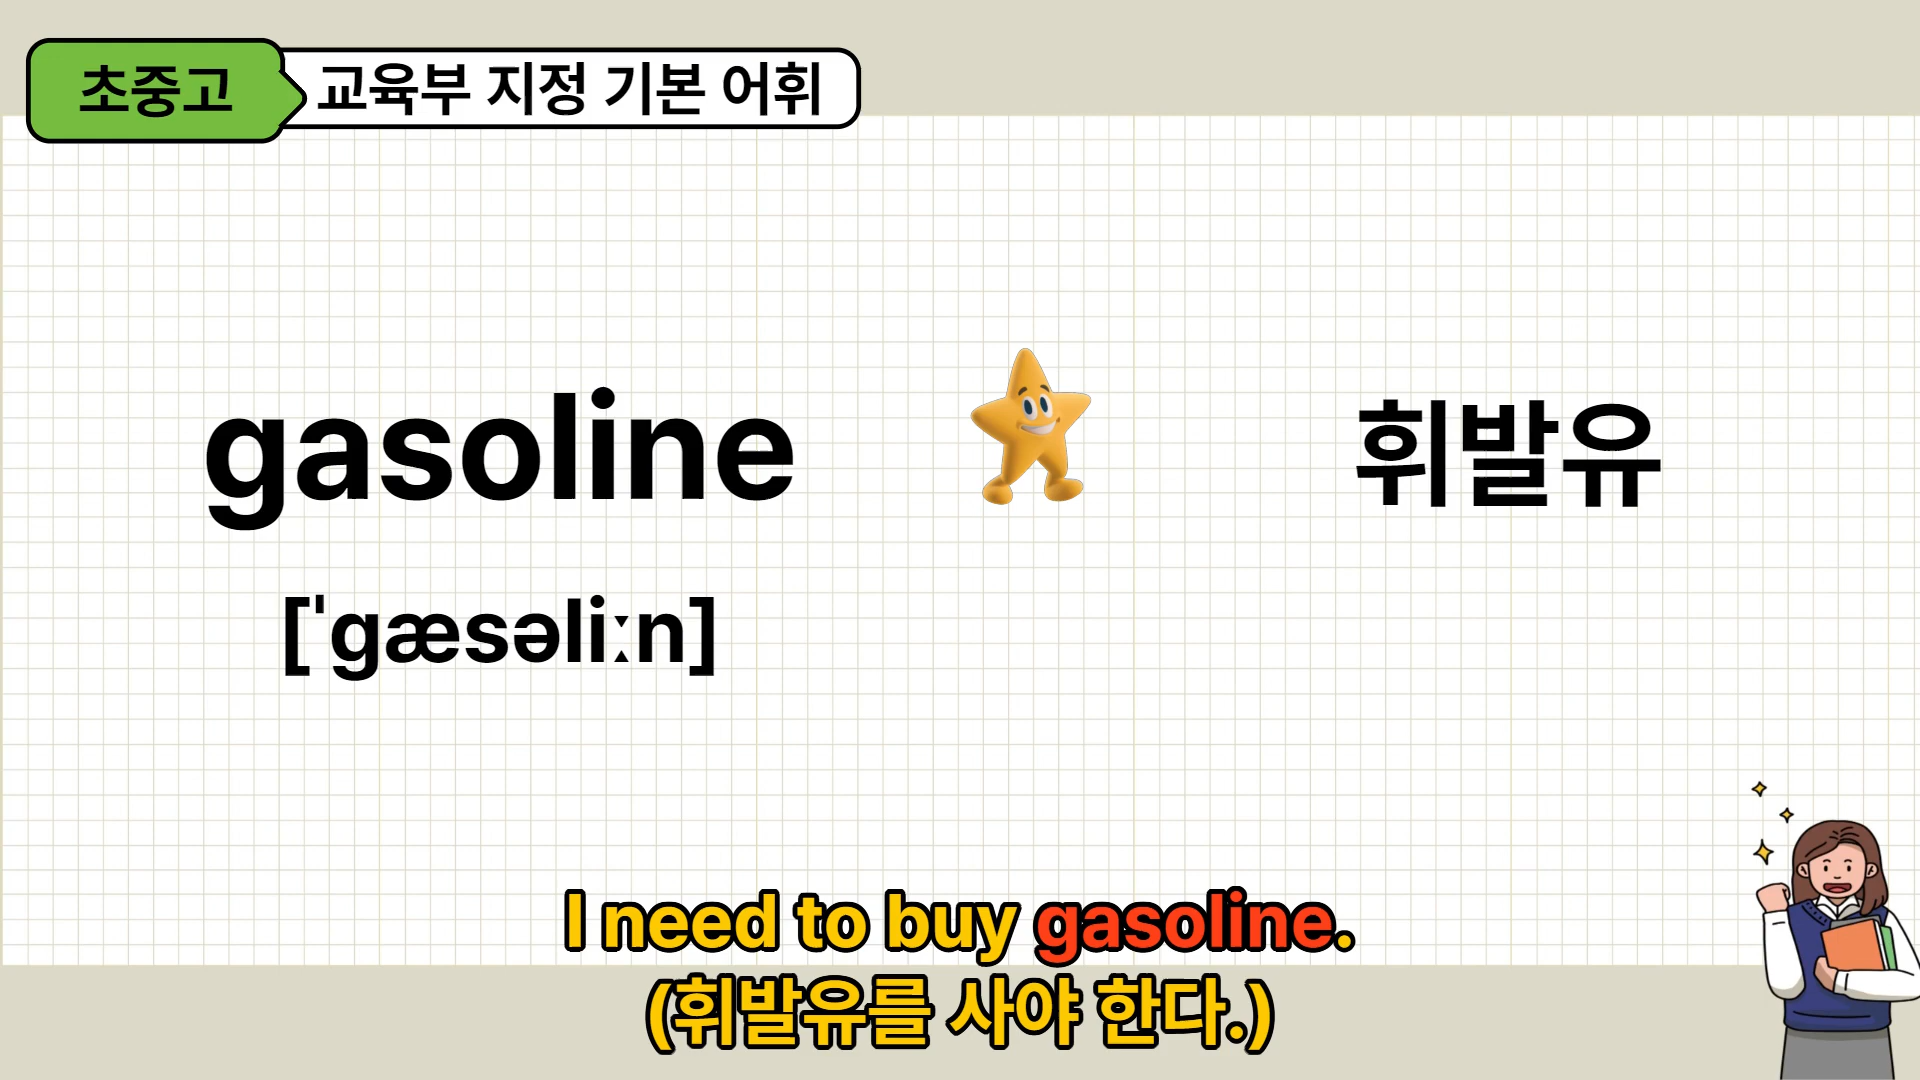 초중고
교육부 지정 기본 어휘
gasoline
휘발유
[ˈgæsəliːn]
I need to buy gasoline.
(휘발유를 사야 한다.)